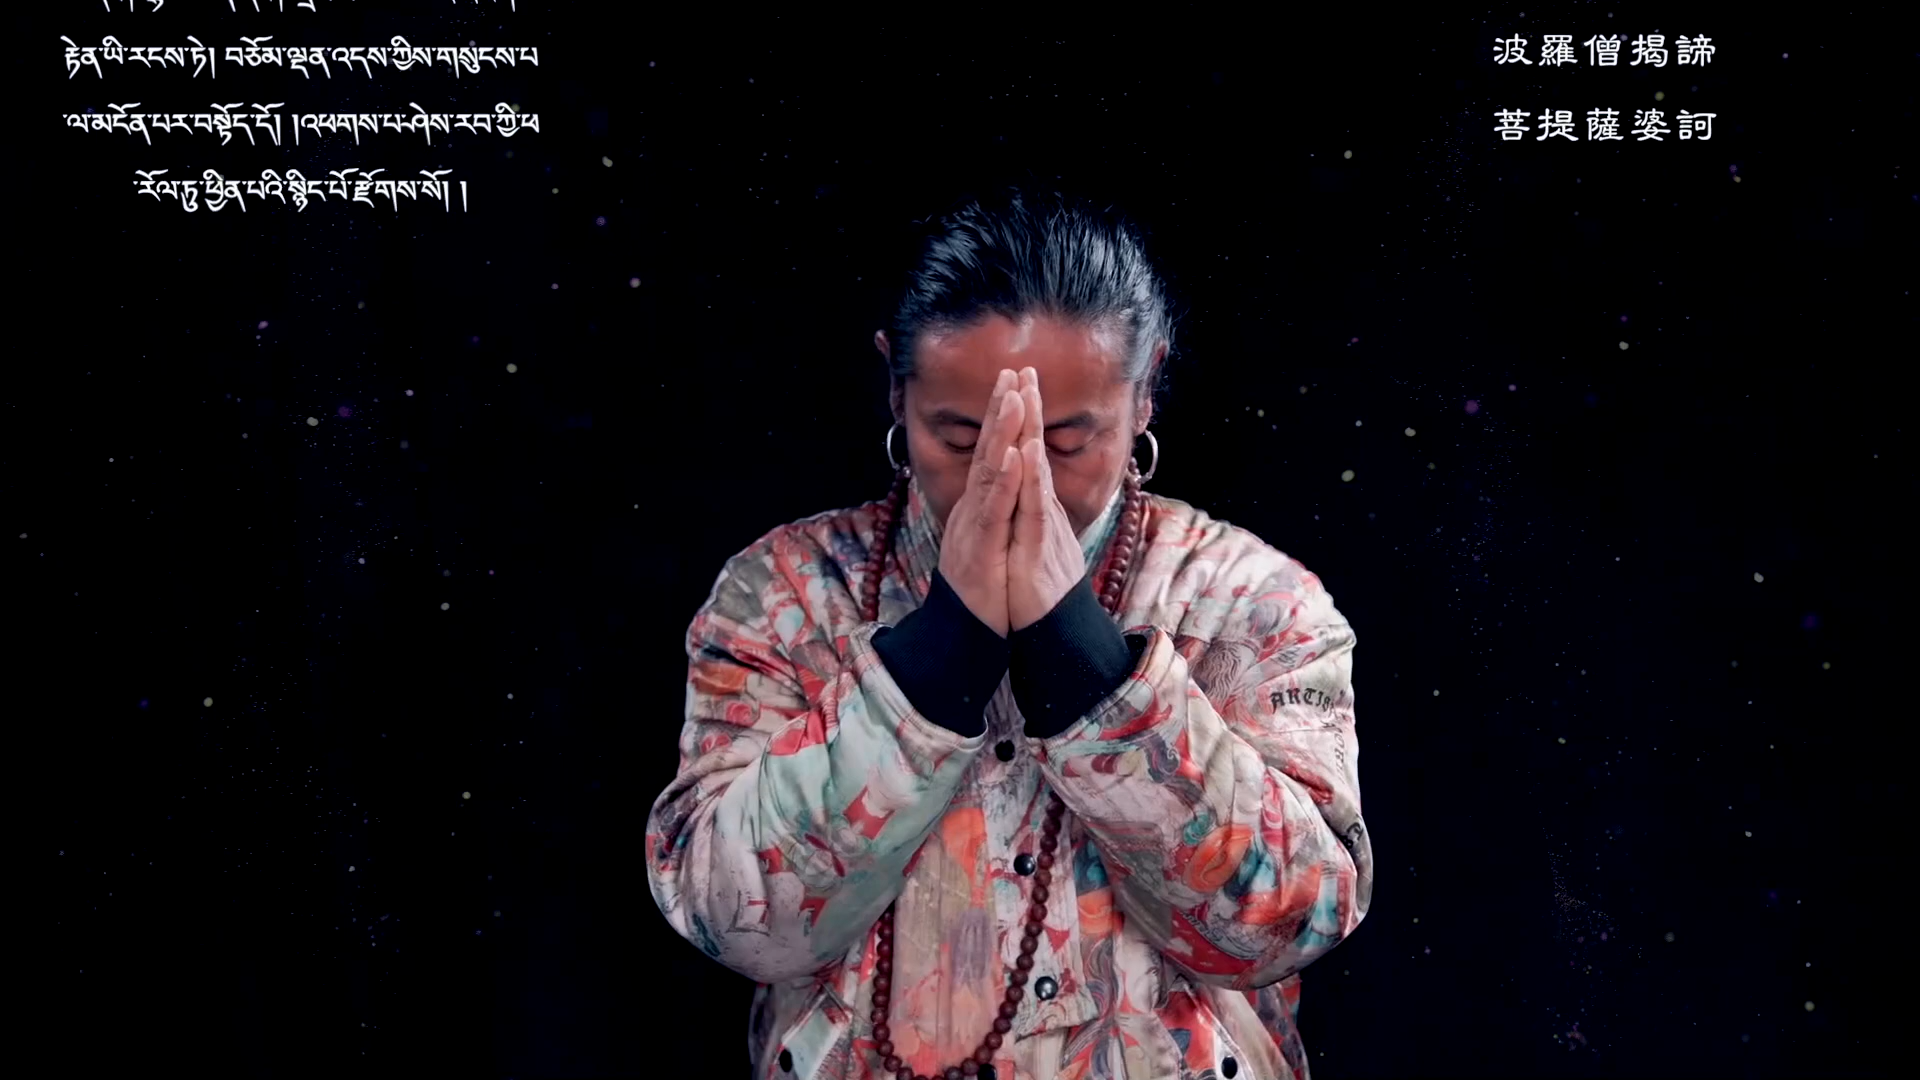 རྟེན་ཡི་རངས་ཏེ། བཅོམ་ལྡན་འདས་ཀྱིས་གསུངས་པ
་ལ་མངོན་པར་བསྟོད་དོ། །འཕགས་པ་ཤེས་རབ་ཀྱི་ཕ
་རོལ་ཏུ་ཕྱིན་པའི་སྙིང་པོ་རྫོགས་སོ། །
波羅僧揭諦
菩提薩婆訶